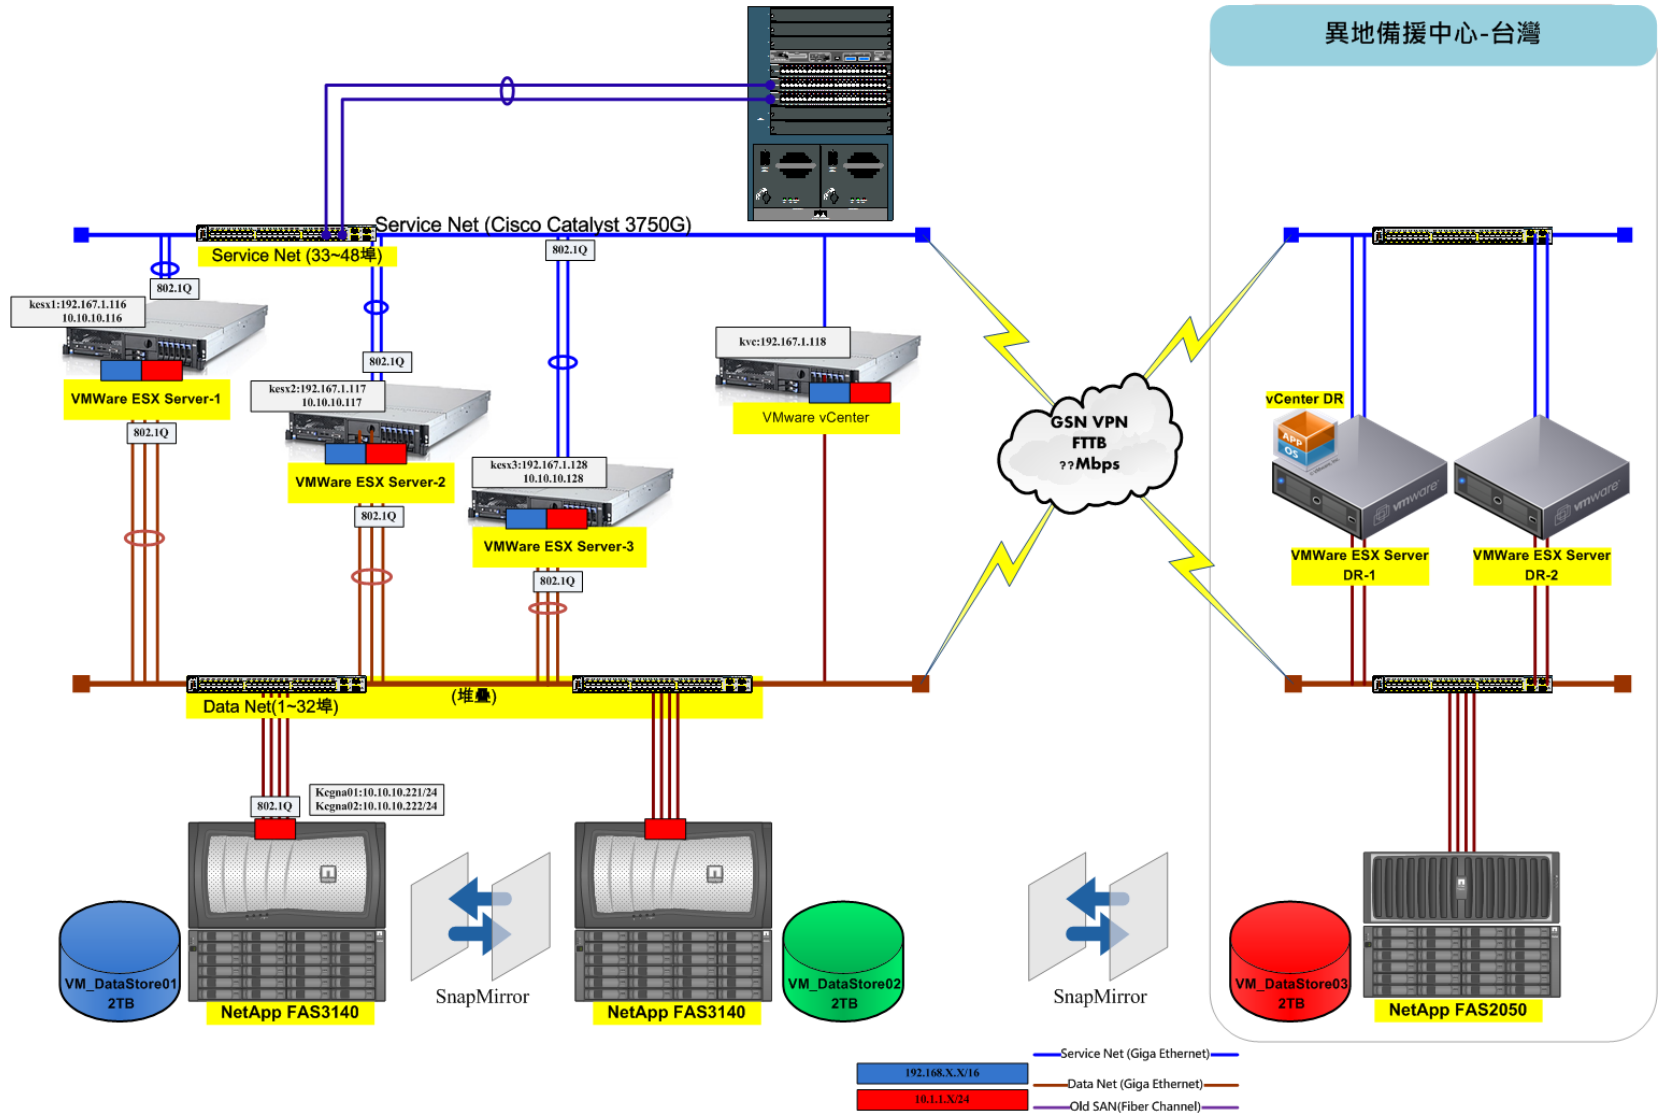 異地備援中心-台灣
Service Net (Cisco Catalyst 3750G)
Service Net (33~48埠)
802.1Q
802.1Q
kesx1:192.167.1.116
10.10.10.116
VMWare ESX Server-1
802.1Q
802.1Q
kesx2:192.167.1.117
10.10.10.117
VMWare ESX Server-2
802.1Q
kesx3:192.167.1.128
10.10.10.128
VMWare ESX Server-3
802.1Q
kvc:192.167.1.118
VMware vCenter
GSN VPN
FTTB
??Mbps
vCenter DR
APP
OS
vmware
vmware
VMWare ESX Server
DR-1
VMWare ESX Server
DR-2
Data Net(1~32埠)
(堆疊)
802.1Q
Kcgna01:10.10.10.221/24
Kcgna02:10.10.10.222/24
VM_DataStore01
2TB
NetApp FAS3140
SnapMirror
NetApp FAS3140
VM_DataStore02
2TB
SnapMirror
VM_DataStore03
2TB
NetApp FAS2050
192.168.X.X/16
10.1.1.X/24
Service Net (Giga Ethernet)
Data Net (Giga Ethernet)
Old SAN(Fiber Channel)